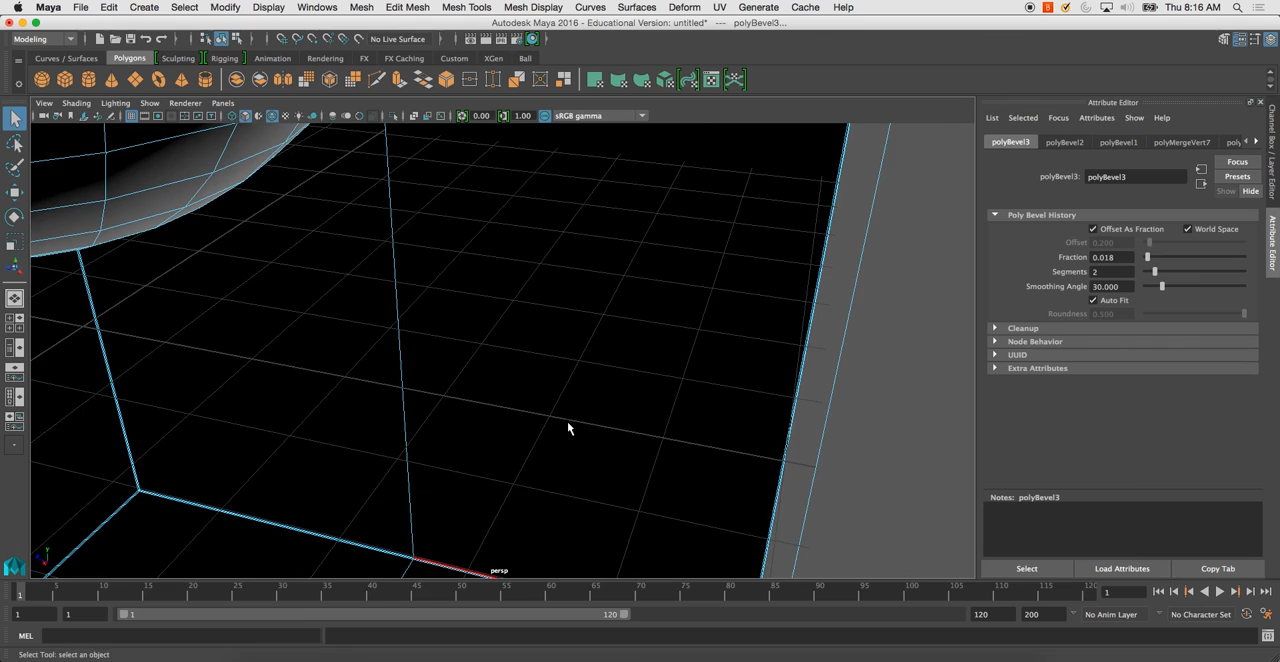 Maya File Edit Create Select Modify Display Windows Mesh Edit Mesh Mesh Tools Mesh Display Curves Surfaces Deform UV Generate Cache Help Thu 8:16 AM
Autodesk Maya 2016 - Educational Version: untitled* --- polyBevel3...
Modeling No Live Surface
Curves / Surfaces Polygons Sculpting Rigging Animation Rendering FX FX Caching Custom XGen Ball
View Shading Lighting Show Renderer Panels
0.00 1.00 sRGB gamma
Attribute Editor
List Selected Focus Attributes Show Help
polyBevel3 polyBevel2 polyBevel1 polyMergeVert7 poly
Focus
polyBevel3: polyBevel3 Presets
Show Hide
Poly Bevel History
Offset As Fraction World Space
Offset 0.200
Fraction 0.018
Segments 2
Smoothing Angle 30.000
Auto Fit
Roundness 0.500
Cleanup
Node Behavior
UUID
Extra Attributes
Notes: polyBevel3
Select Load Attributes Copy Tab
Channel Box / Layer Editor
Attribute Editor
persp
5 10 15 20 25 30 35 40 45 50 55 60 65 70 75 80 85 90 95 100 105 110 115 120
1 1
1 1 1 120 120 200 No Anim Layer No Character Set
MEL
Select Tool: select an object